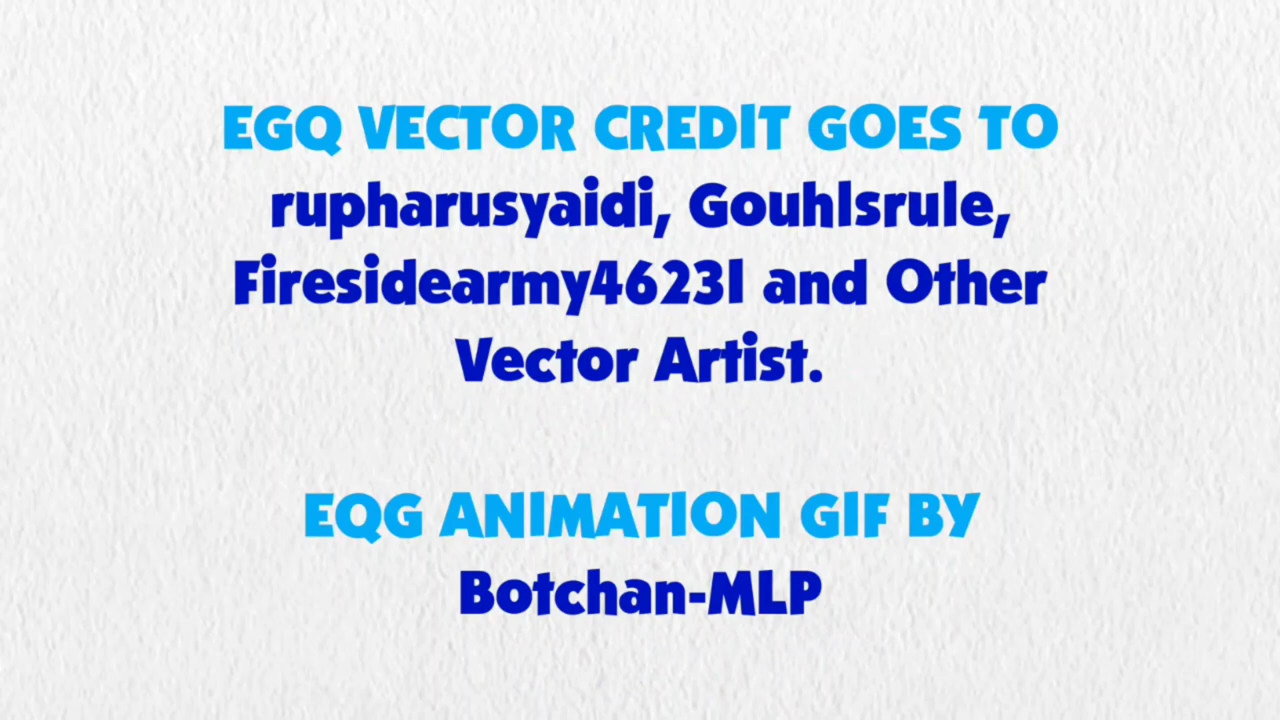 EGQ VECTOR CREDIT GOES TO
rupharusyaidi, Gouhlsrule,
Firesidearmy46231 and Other
Vector Artist.
EQG ANIMATION GIF BY
Botchan-MLP